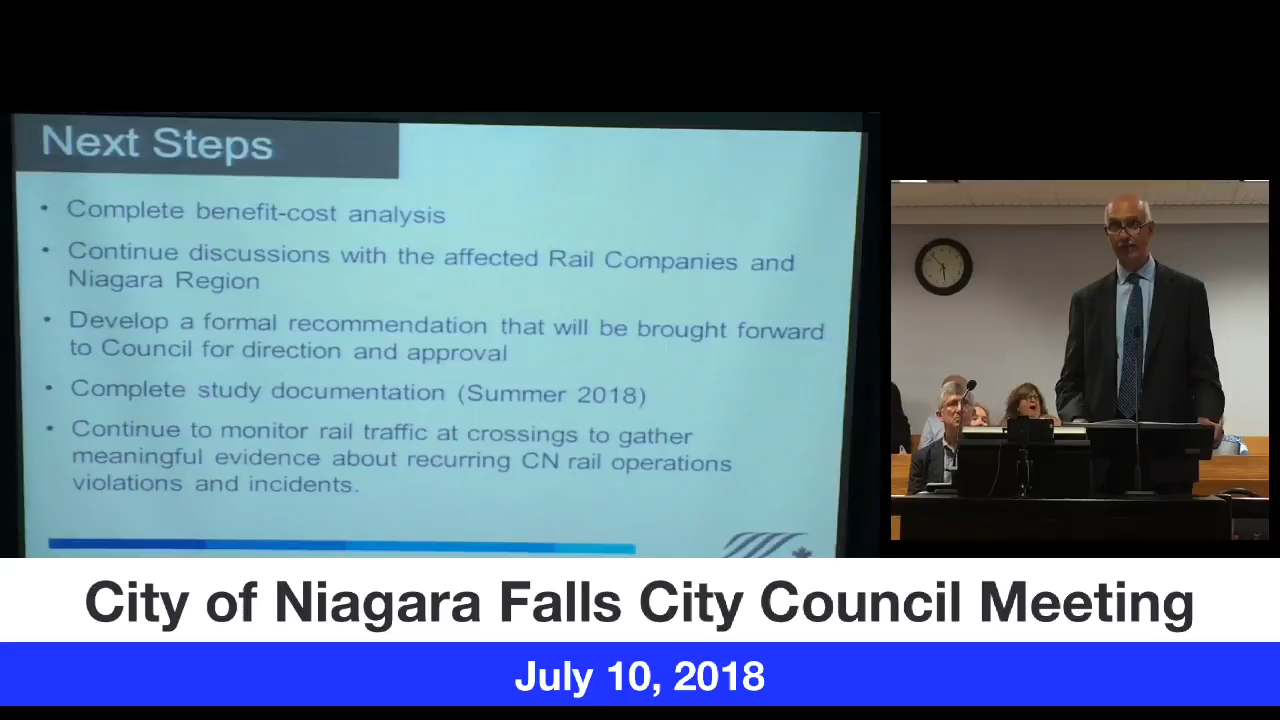 Next Steps
• Complete benefit-cost analysis
• Continue discussions with the affected Rail Companies and
Niagara Region
• Develop a formal recommendation that will be brought forward
to Council for direction and approval
• Complete study documentation (Summer 2018)
• Continue to monitor rail traffic at crossings to gather
meaningful evidence about recurring CN rail operations
violations and incidents.
City of Niagara Falls City Council Meeting
July 10, 2018